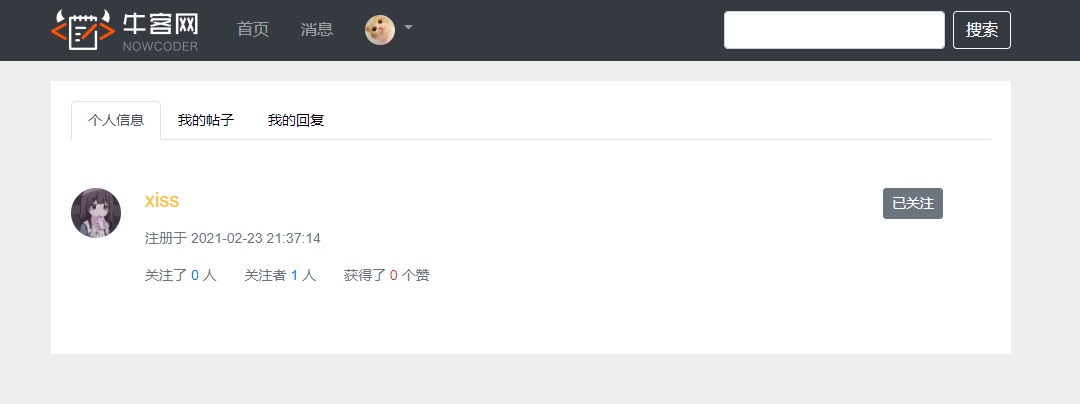 牛客网
NOWCODER
首页 消息 搜索
个人信息 我的帖子 我的回复
xiss 已关注
注册于 2021-02-23 21:37:14
关注了 0 人 关注者 1 人 获得了 0 个赞